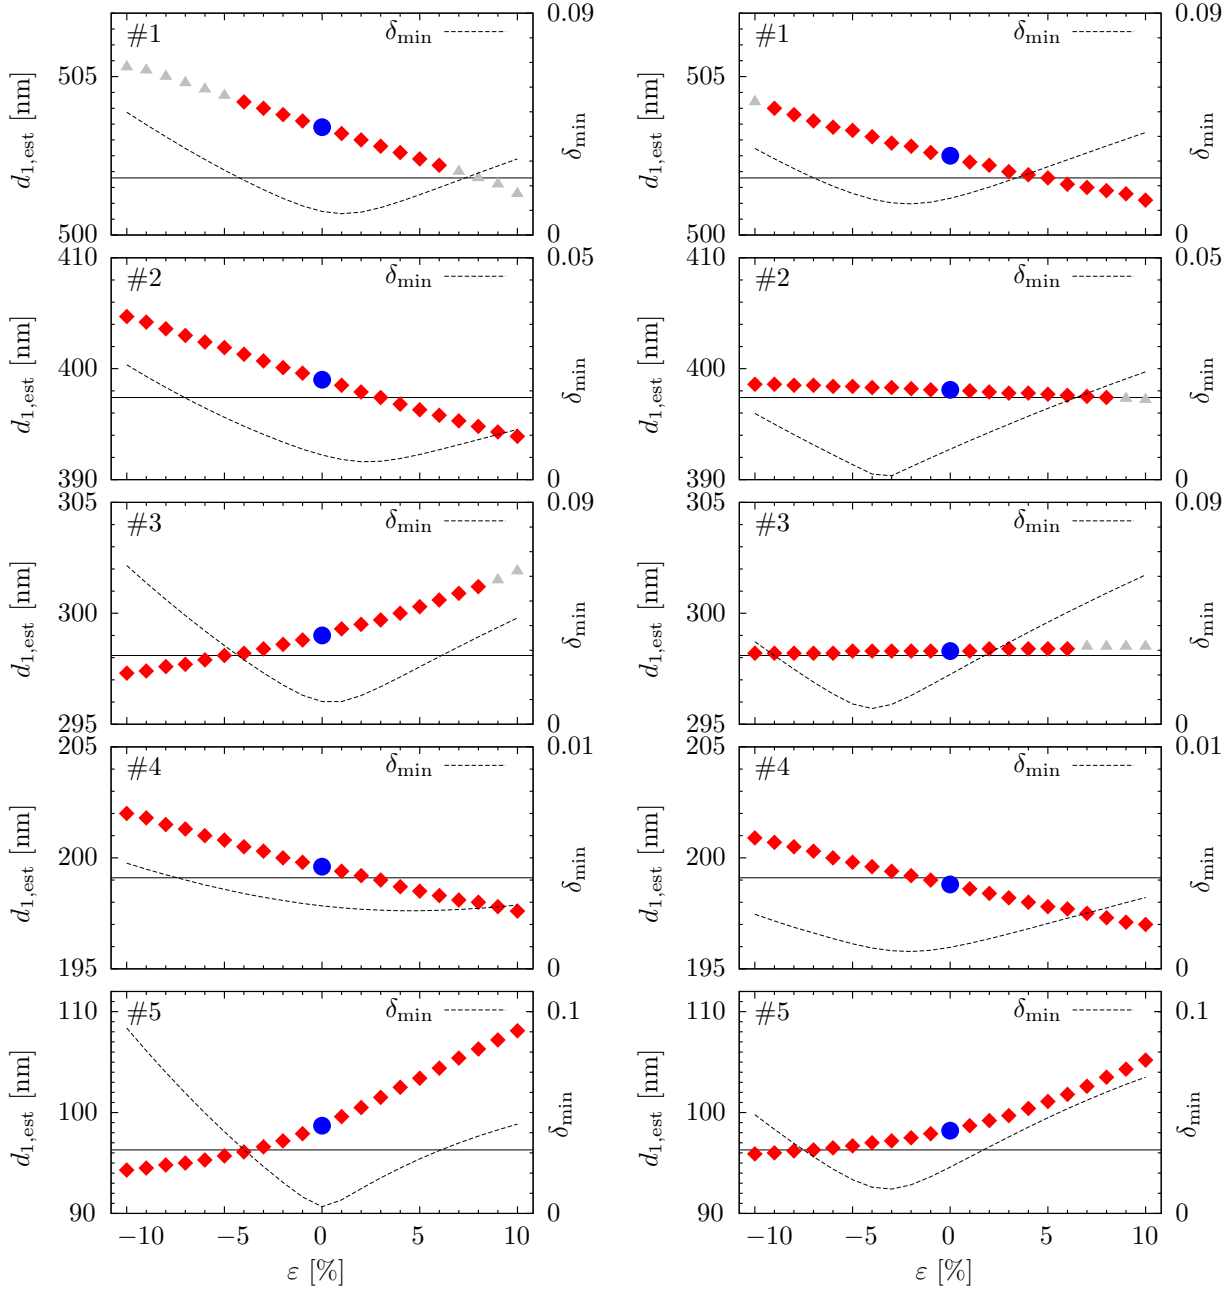 #1 δmin 0.09
505
500 0
d1,est [nm] δmin
#1 δmin 0.09
505
500 0
d1,est [nm] δmin
#2 δmin 0.05
410
400
390 0
d1,est [nm] δmin
#2 δmin 0.05
410
400
390 0
d1,est [nm] δmin
#3 δmin 0.09
305
300
295 0
d1,est [nm] δmin
#3 δmin 0.09
305
300
295 0
d1,est [nm] δmin
#4 δmin 0.01
205
200
195 0
d1,est [nm] δmin
#4 δmin 0.01
205
200
195 0
d1,est [nm] δmin
#5 δmin 0.1
110
100
90 0
d1,est [nm] δmin
−10 −5 0 5 10
ε [%]
#5 δmin 0.1
110
100
90 0
d1,est [nm] δmin
−10 −5 0 5 10
ε [%]